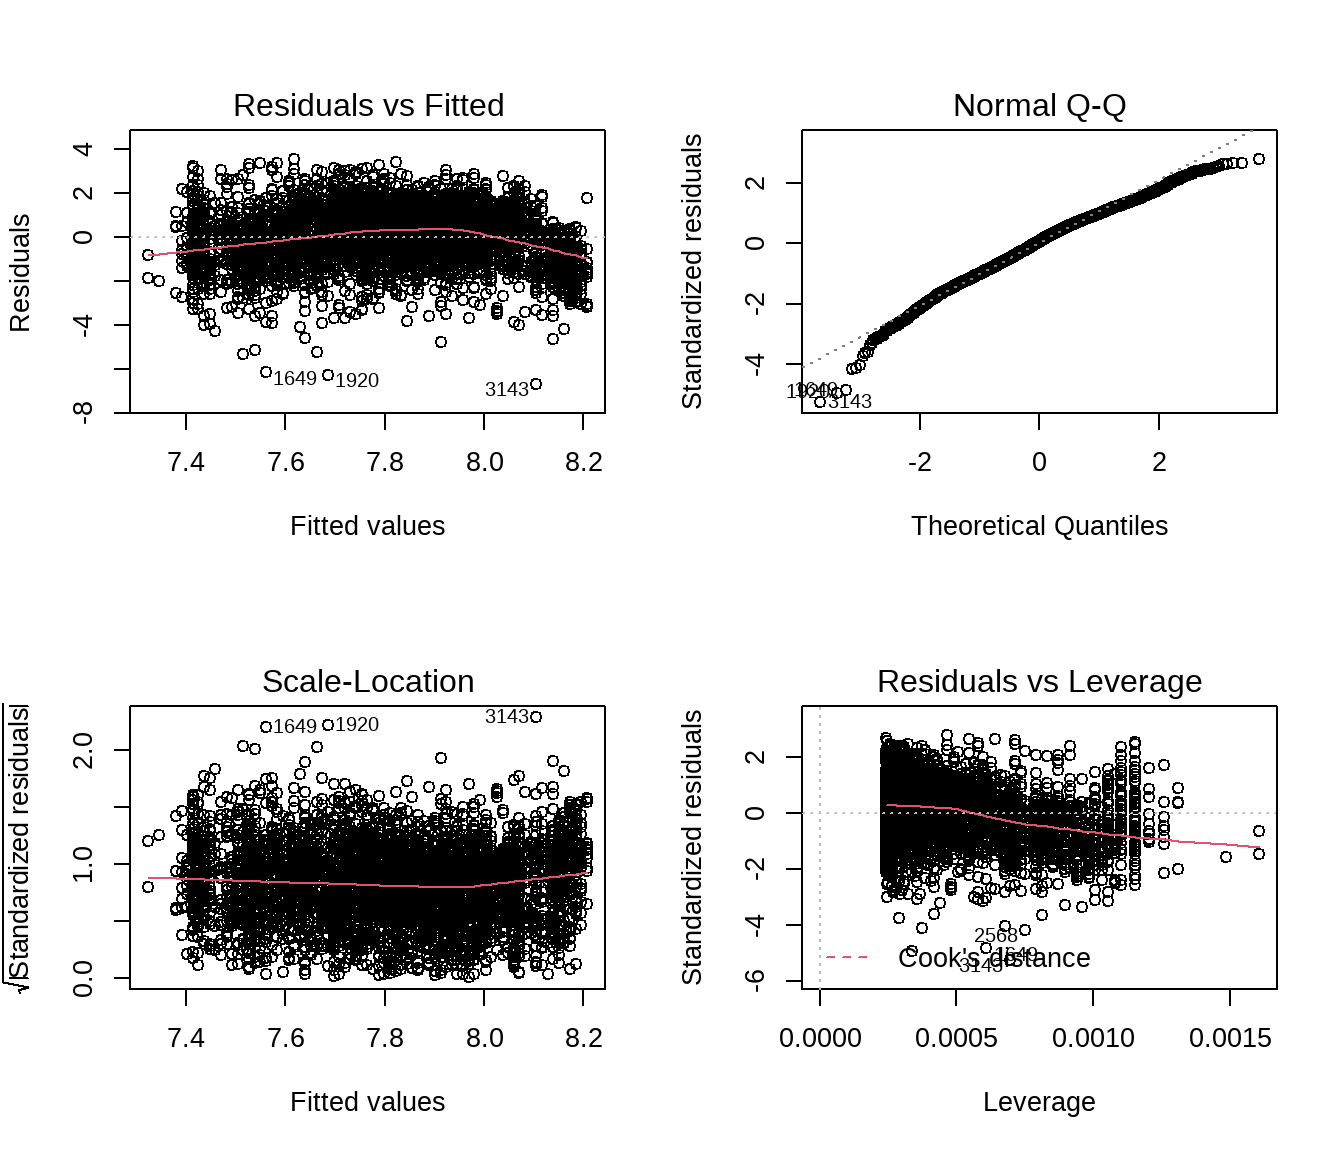 Residuals vs Fitted
Residuals
4
2
0
-4
-8
1649
1920
3143
7.4 7.6 7.8 8.0 8.2
Fitted values
Normal Q-Q
Standardized residuals
2
0
-2
-4
1649
1920
3143
-2 0 2
Theoretical Quantiles
Scale-Location
√|Standardized residuals|
2.0
1.0
0.0
1649
1920
3143
7.4 7.6 7.8 8.0 8.2
Fitted values
Residuals vs Leverage
Standardized residuals
2
0
-2
-4
-6
2568
1649
3143
Cook's distance
0.0000 0.0005 0.0010 0.0015
Leverage